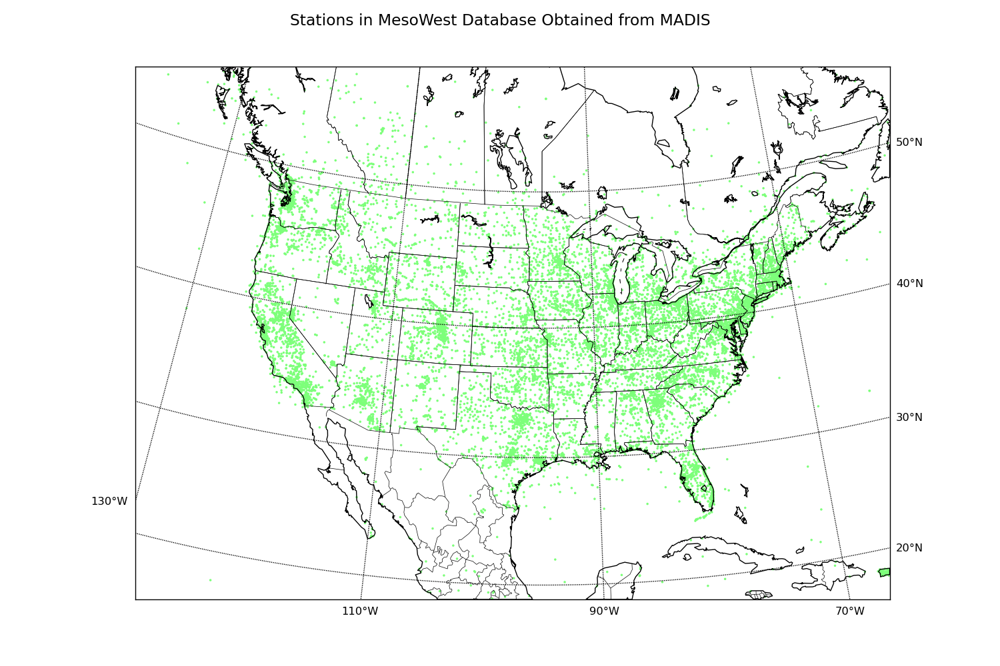 Stations in MesoWest Database Obtained from MADIS
50°N
40°N
30°N
130°W
20°N
110°W
90°W
70°W